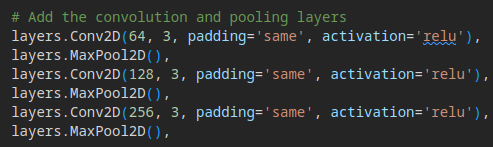 # Add the convolution and pooling layers
layers.Conv2D(64, 3, padding='same', activation='relu'),
layers.MaxPool2D(),
layers.Conv2D(128, 3, padding='same', activation='relu'),
layers.MaxPool2D(),
layers.Conv2D(256, 3, padding='same', activation='relu'),
layers.MaxPool2D(),